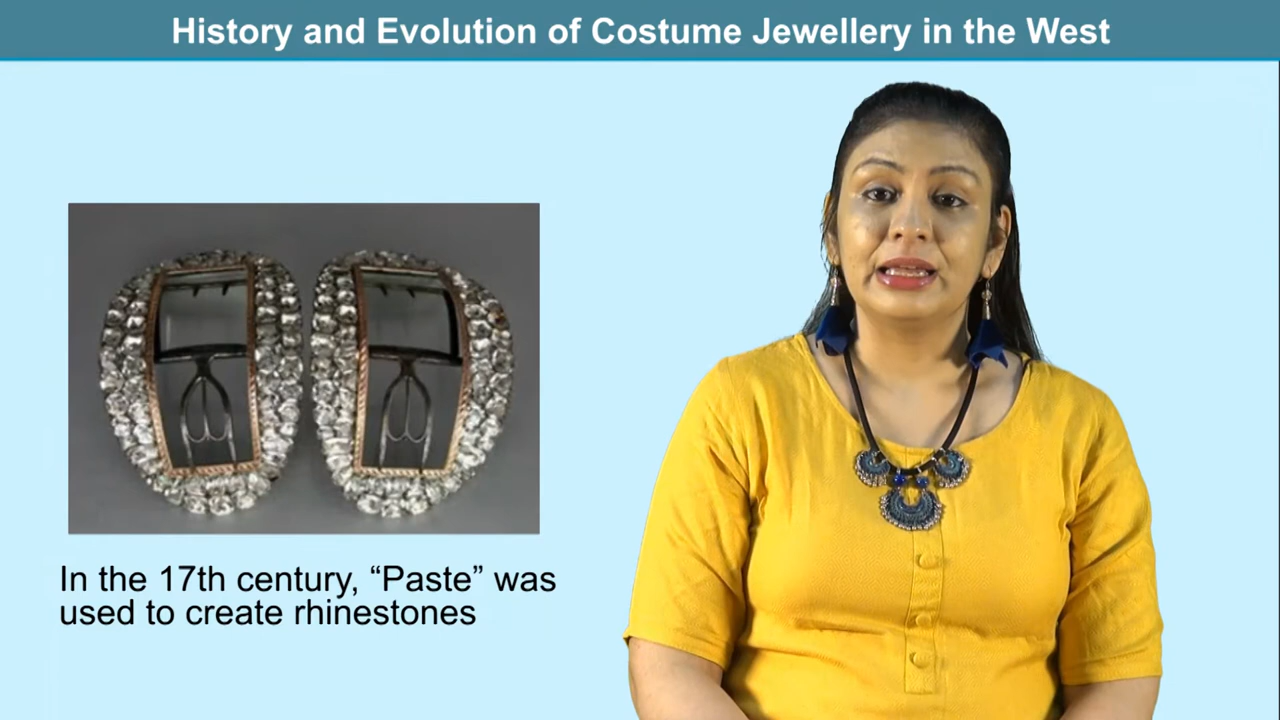 History and Evolution of Costume Jewellery in the West
In the 17th century, “Paste” was
used to create rhinestones